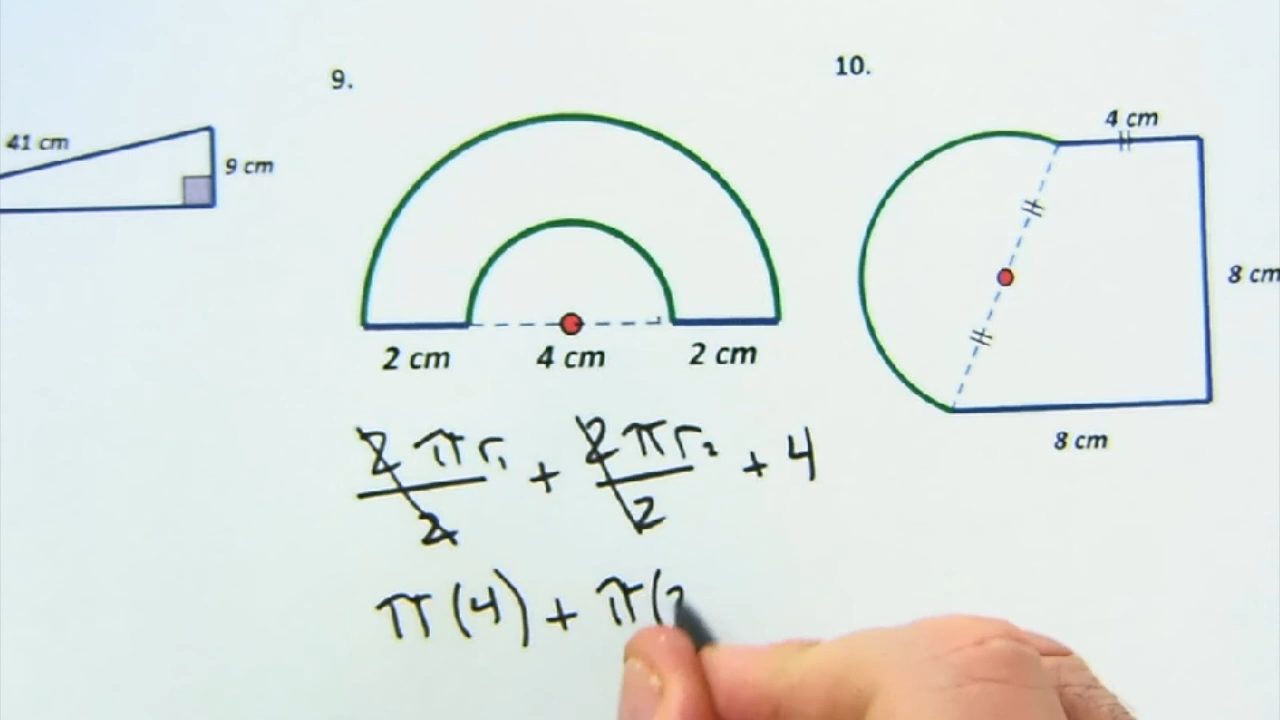 9.
10.
41 cm
9 cm
4 cm
8 cm
2 cm 4 cm 2 cm
8 cm
2πr₁/2 + 2πr₂/2 + 4
π(4) + π(2